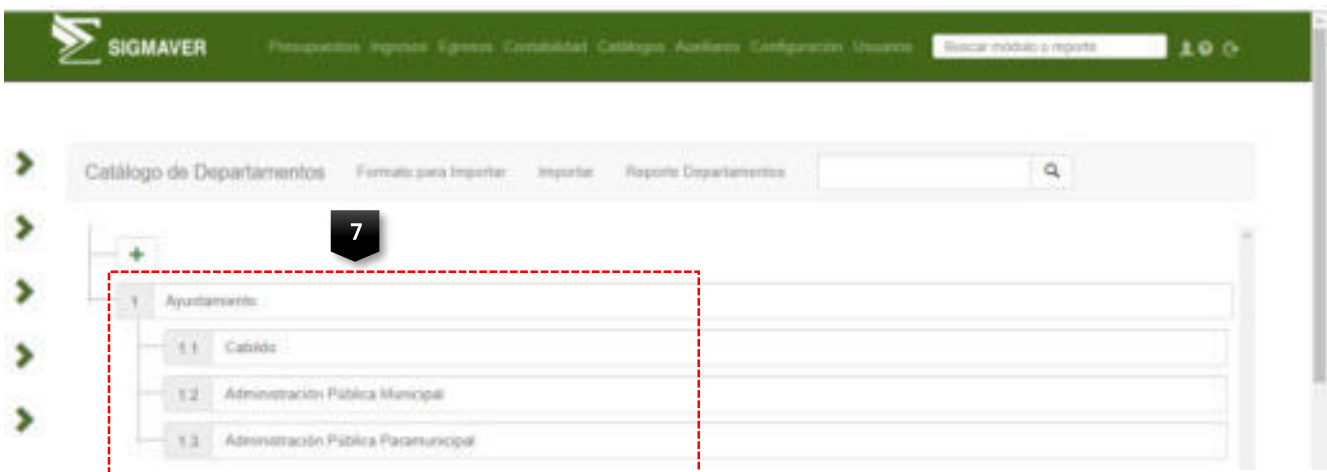 SIGMAVER Presupuestos Ingresos Egresos Contabilidad Catálogos Auxiliares Configuración Usuarios Buscar módulo o reporte
Catálogo de Departamentos Formato para Importar Importar Reporte Departamentos
7
1 Ayuntamiento
1.1 Cabildo
1.2 Administración Pública Municipal
1.3 Administración Pública Paramunicipal